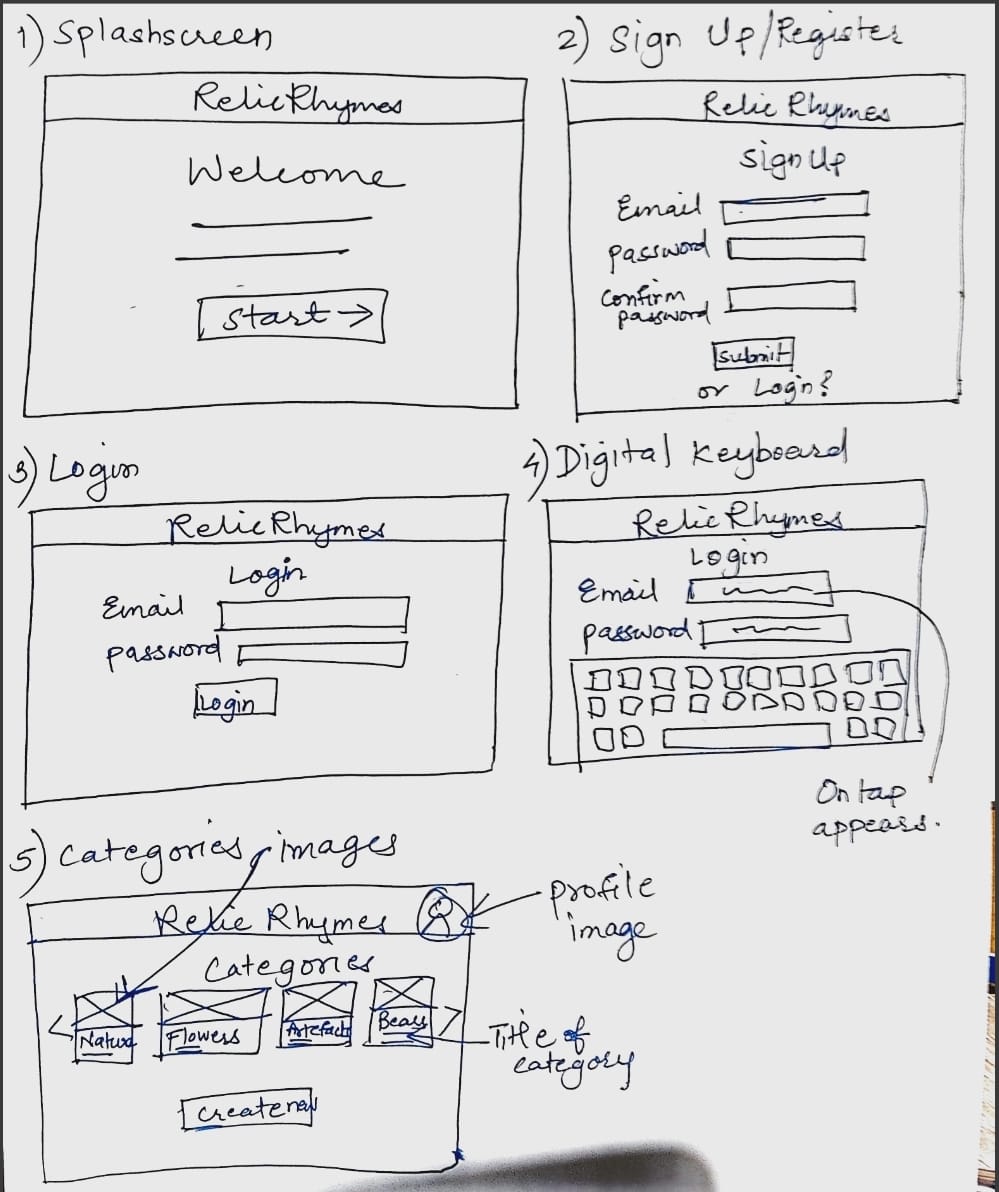 1) Splashscreen
RelicRhymes
Welcome
Start →
2) Sign Up/Register
Relic Rhymes
Sign Up
Email
Password
Confirm
password
Submit
or Login?
3) Login
RelicRhymes
Login
Email
password
Login
4) Digital Keyboard
Relic Rhymes
Login
Email
password
On tap
appears.
5) Categories images
Relic Rhymes
profile
image
Categories
< Nature Flowers Artefacts >
Title of
category
Create new